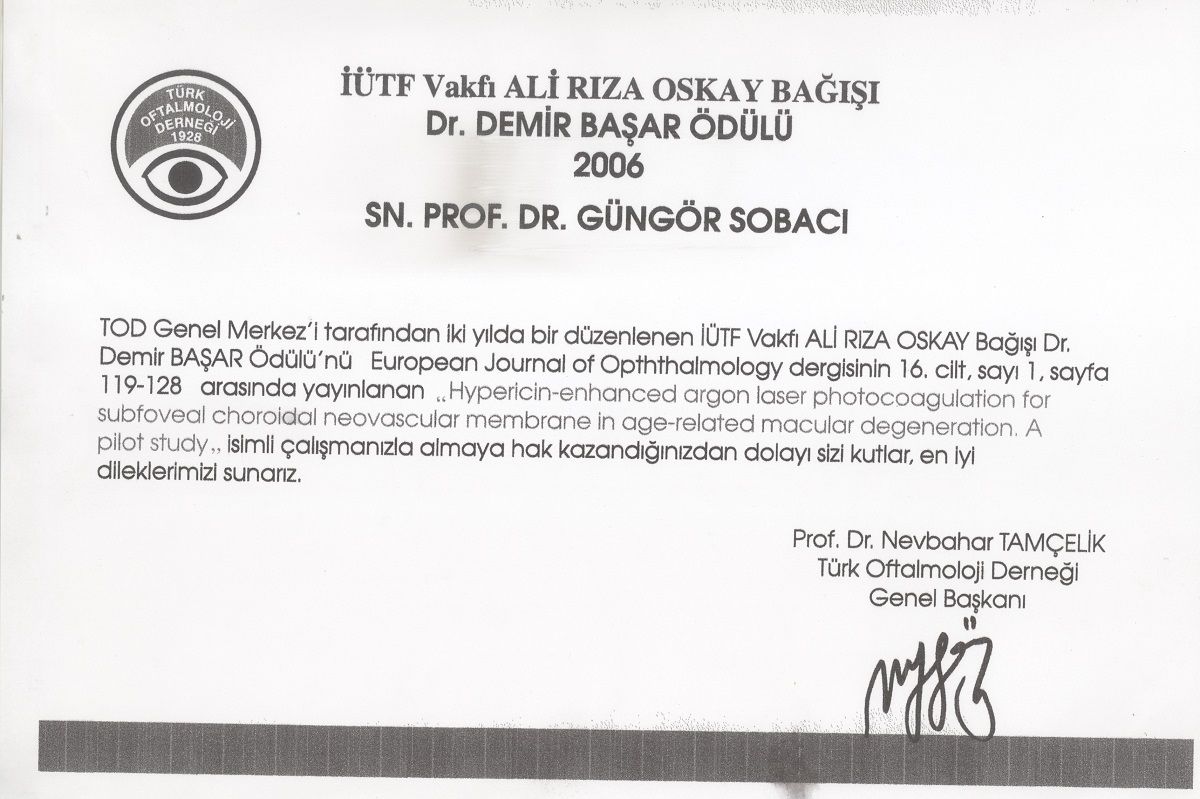 TÜRK
OFTALMOLOJİ
DERNEĞİ
1928
İÜTF Vakfı ALİ RIZA OSKAY BAĞIŞI
Dr. DEMİR BAŞAR ÖDÜLÜ
2006
SN. PROF. DR. GÜNGÖR SOBACI
TOD Genel Merkez'i tarafından iki yılda bir düzenlenen İÜTF Vakfı ALİ RIZA OSKAY Bağışı Dr.
Demir BAŞAR Ödülü'nü European Journal of Opththalmology dergisinin 16. cilt, sayı 1, sayfa
119-128 arasında yayınlanan ,,Hypericin-enhanced argon laser photocoagulation for
subfoveal choroidal neovascular membrane in age-related macular degeneration. A
pilot study,, isimli çalışmanızla almaya hak kazandığınızdan dolayı sizi kutlar, en iyi
dileklerimizi sunarız.
Prof. Dr. Nevbahar TAMÇELİK
Türk Oftalmoloji Derneği
Genel Başkanı